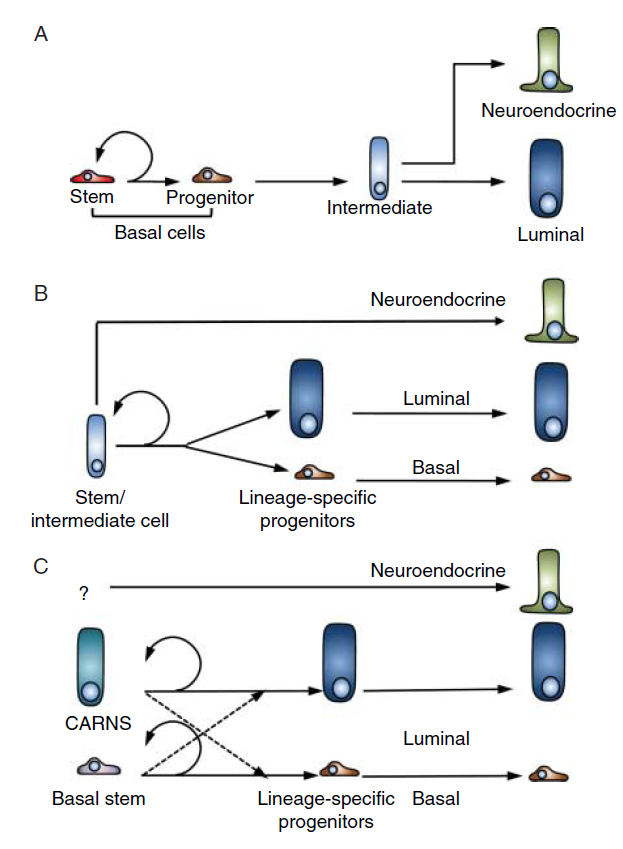 A
Neuroendocrine
Stem
Progenitor
Intermediate
Basal cells
Luminal
B
Neuroendocrine
Luminal
Basal
Stem/
intermediate cell
Lineage-specific
progenitors
C
Neuroendocrine
?
CARNS
Luminal
Basal stem
Lineage-specific
progenitors
Basal